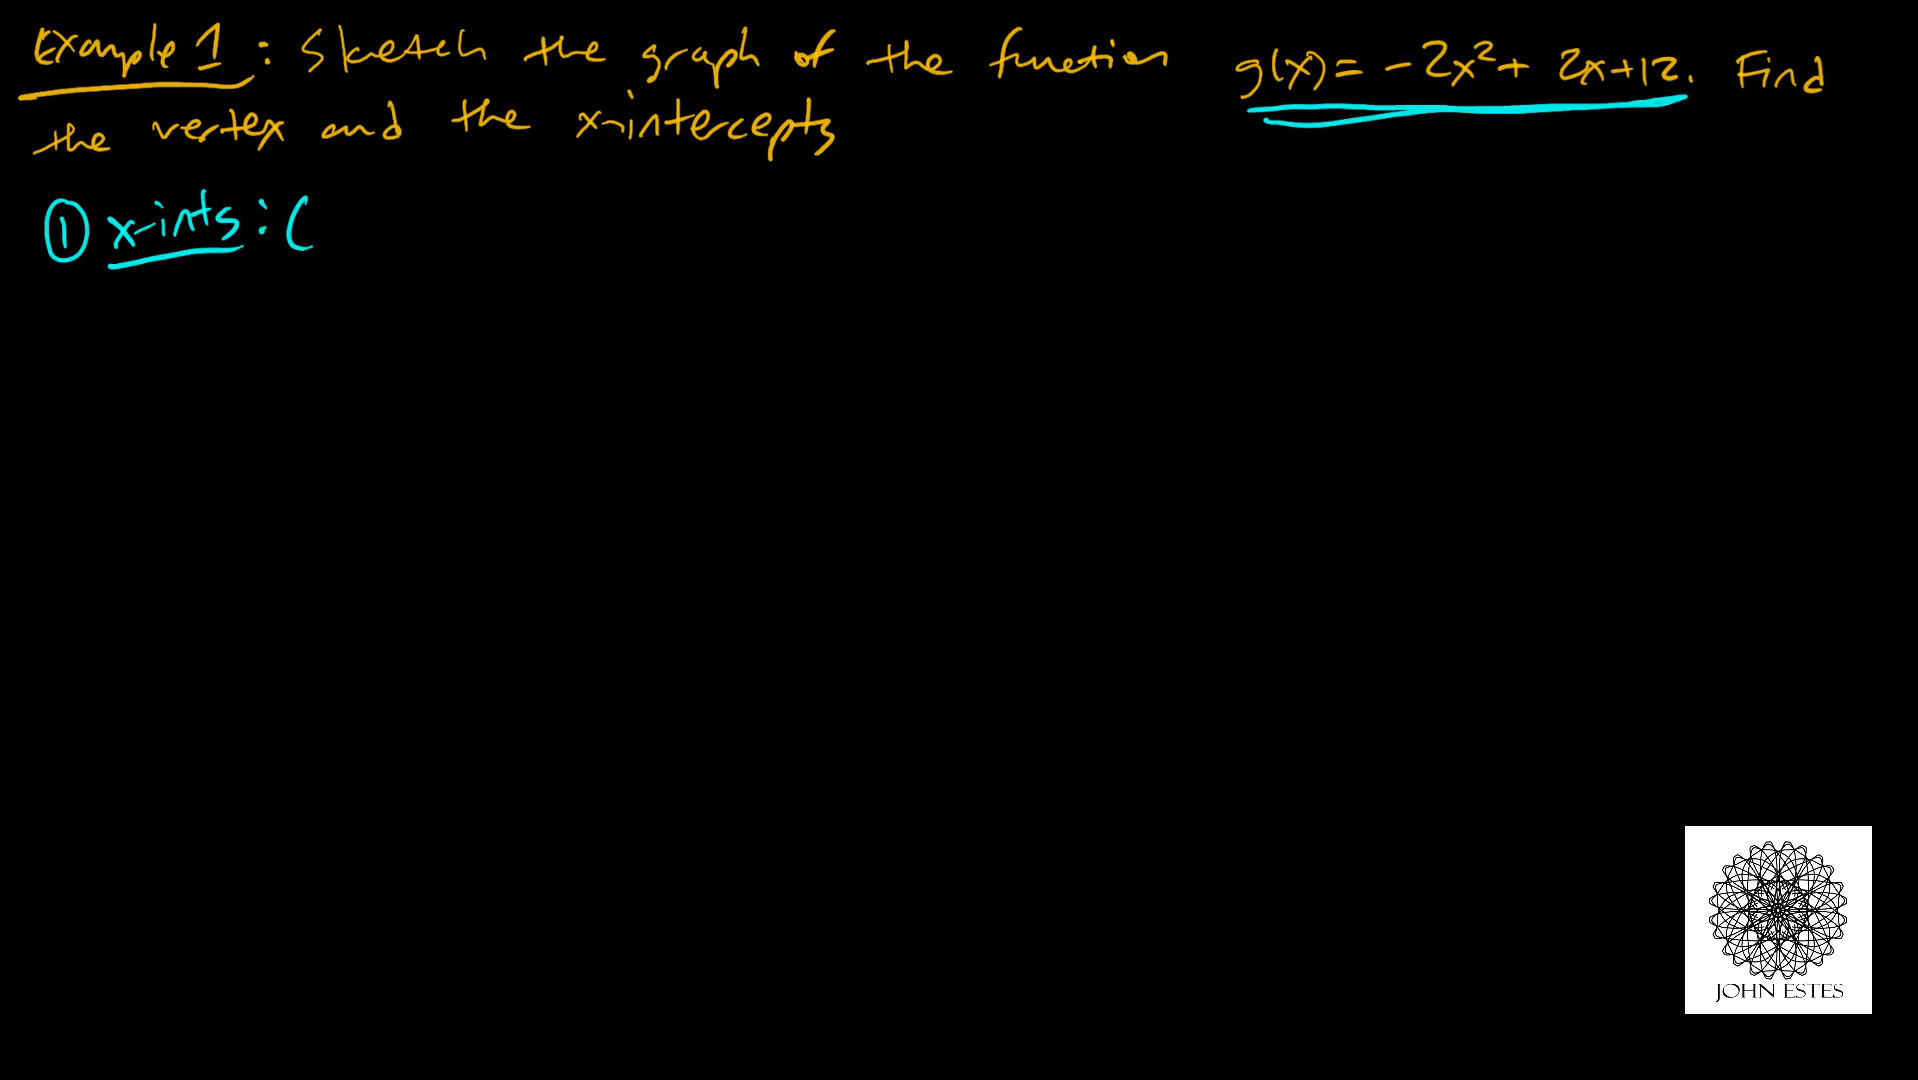 Example 1: Sketch the graph of the function g(x) = -2x²+ 2x+12. Find
the vertex and the x-intercepts
① x-ints: (
JOHN ESTES